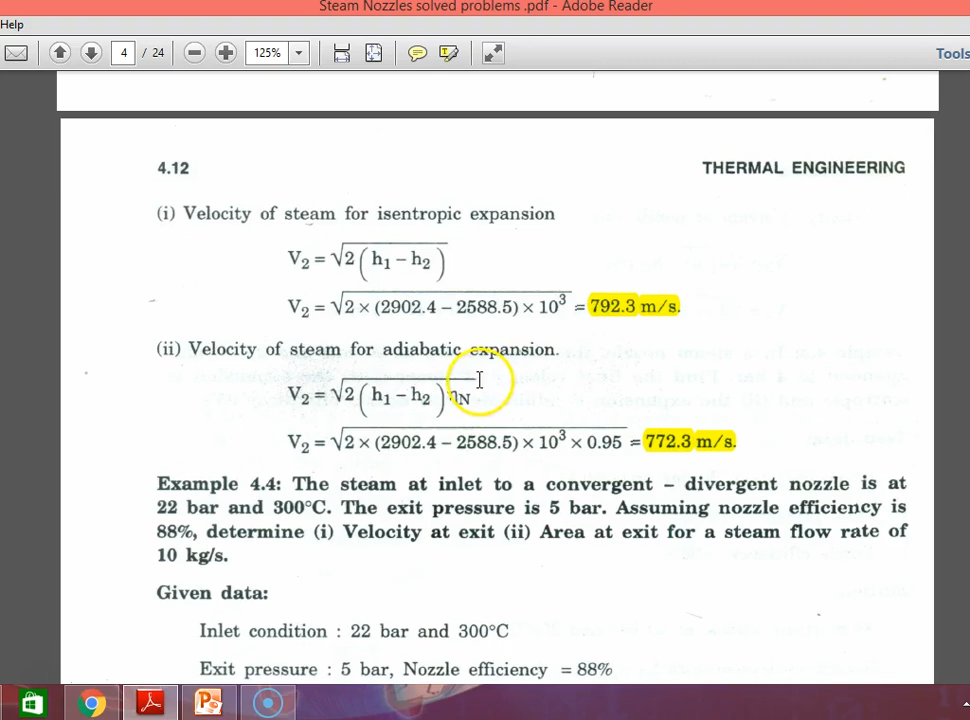 Steam Nozzles solved problems .pdf - Adobe Reader
Help
4 / 24 125% Tools
4.12 THERMAL ENGINEERING
(i) Velocity of steam for isentropic expansion
V₂ = √2 ( h₁ − h₂ )
V₂ = √2 × (2902.4 − 2588.5) × 10³ = 792.3 m/s.
(ii) Velocity of steam for adiabatic expansion.
V₂ = √2 ( h₁ − h₂ ) ηN
V₂ = √2 × (2902.4 − 2588.5) × 10³ × 0.95 = 772.3 m/s.
Example 4.4: The steam at inlet to a convergent – divergent nozzle is at
22 bar and 300°C. The exit pressure is 5 bar. Assuming nozzle efficiency is
88%, determine (i) Velocity at exit (ii) Area at exit for a steam flow rate of
10 kg/s.
Given data:
Inlet condition : 22 bar and 300°C
Exit pressure : 5 bar, Nozzle efficiency = 88%